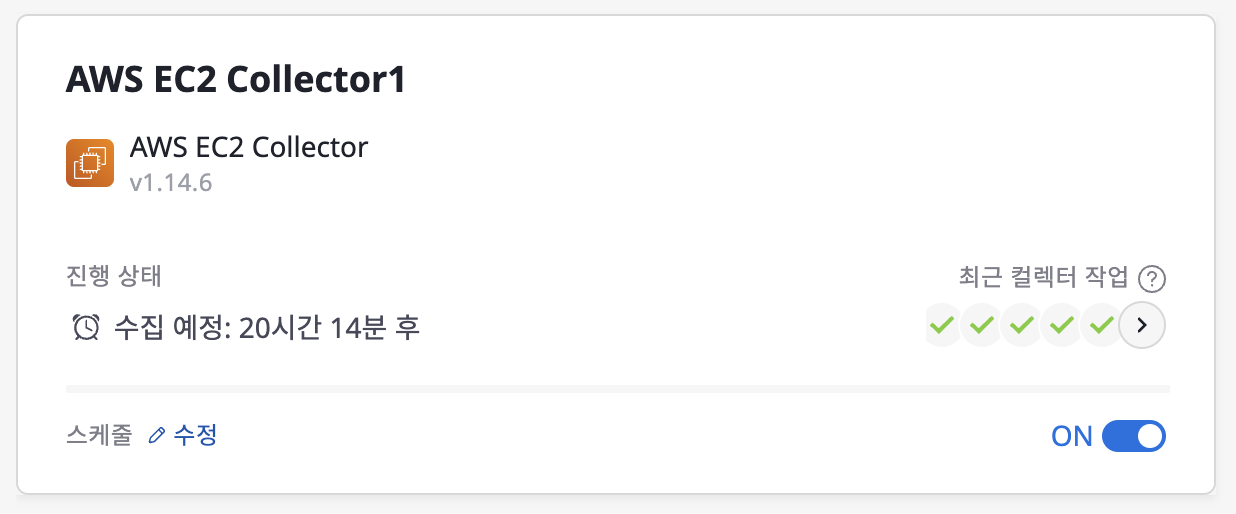 AWS EC2 Collector1
AWS EC2 Collector
v1.14.6
진행 상태
최근 컬렉터 작업 ?
수집 예정: 20시간 14분 후
스케줄 수정
ON